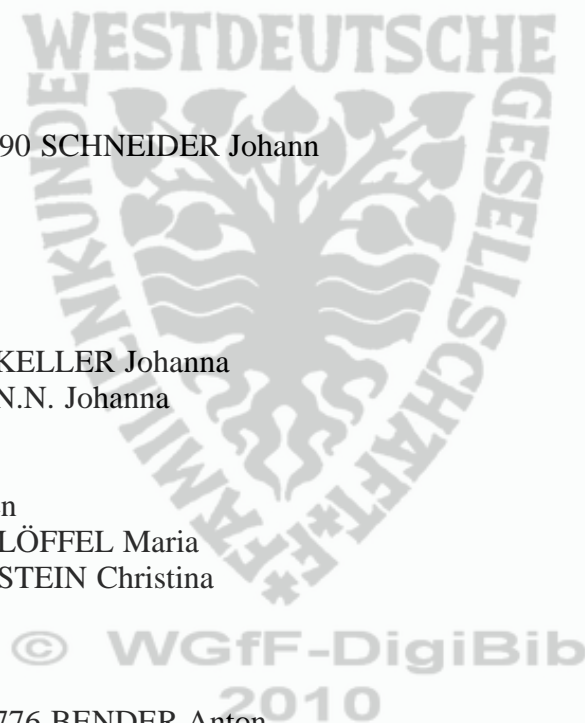 WESTDEUTSCHE
GESELLSCHAFT F.
FAMILIENKUNDE
90 SCHNEIDER Johann
KELLER Johanna
N.N. Johanna
n
LÖFFEL Maria
STEIN Christina
© WGfF-DigiBib
2010
776 BENDER Anton